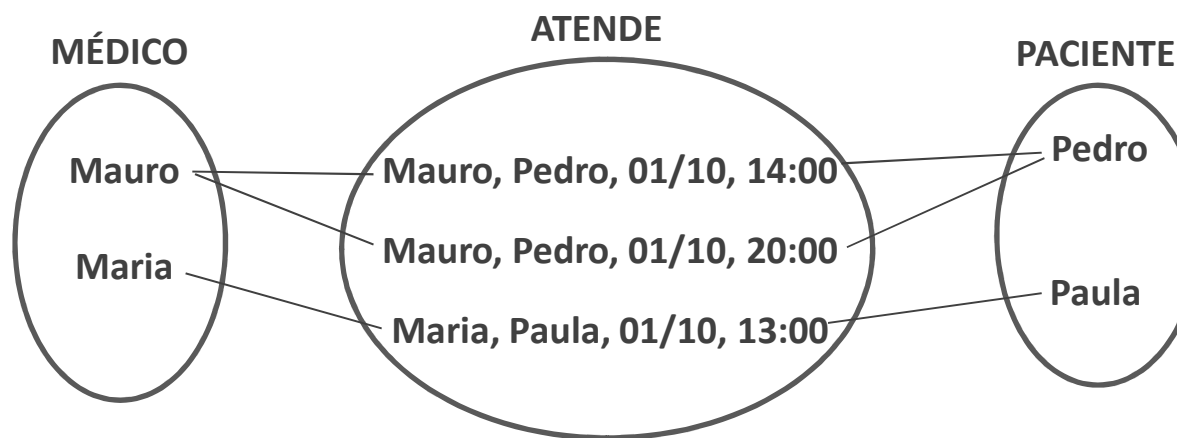 MÉDICO
ATENDE
PACIENTE
Mauro
Mauro, Pedro, 01/10, 14:00
Pedro
Mauro, Pedro, 01/10, 20:00
Maria
Paula
Maria, Paula, 01/10, 13:00